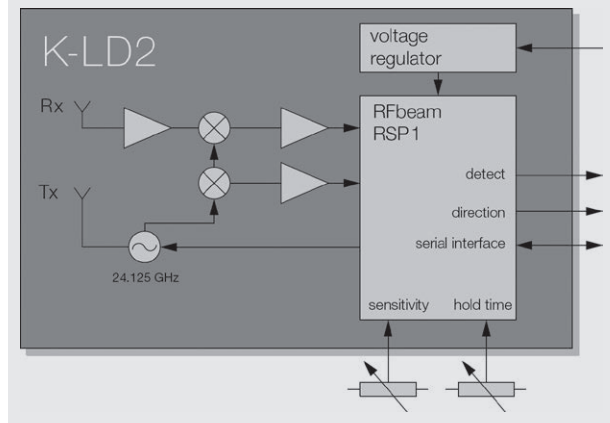 K-LD2
voltage
regulator
Rx
RFbeam
RSP1
detect
Tx
direction
serial interface
24.125 GHz
sensitivity
hold time